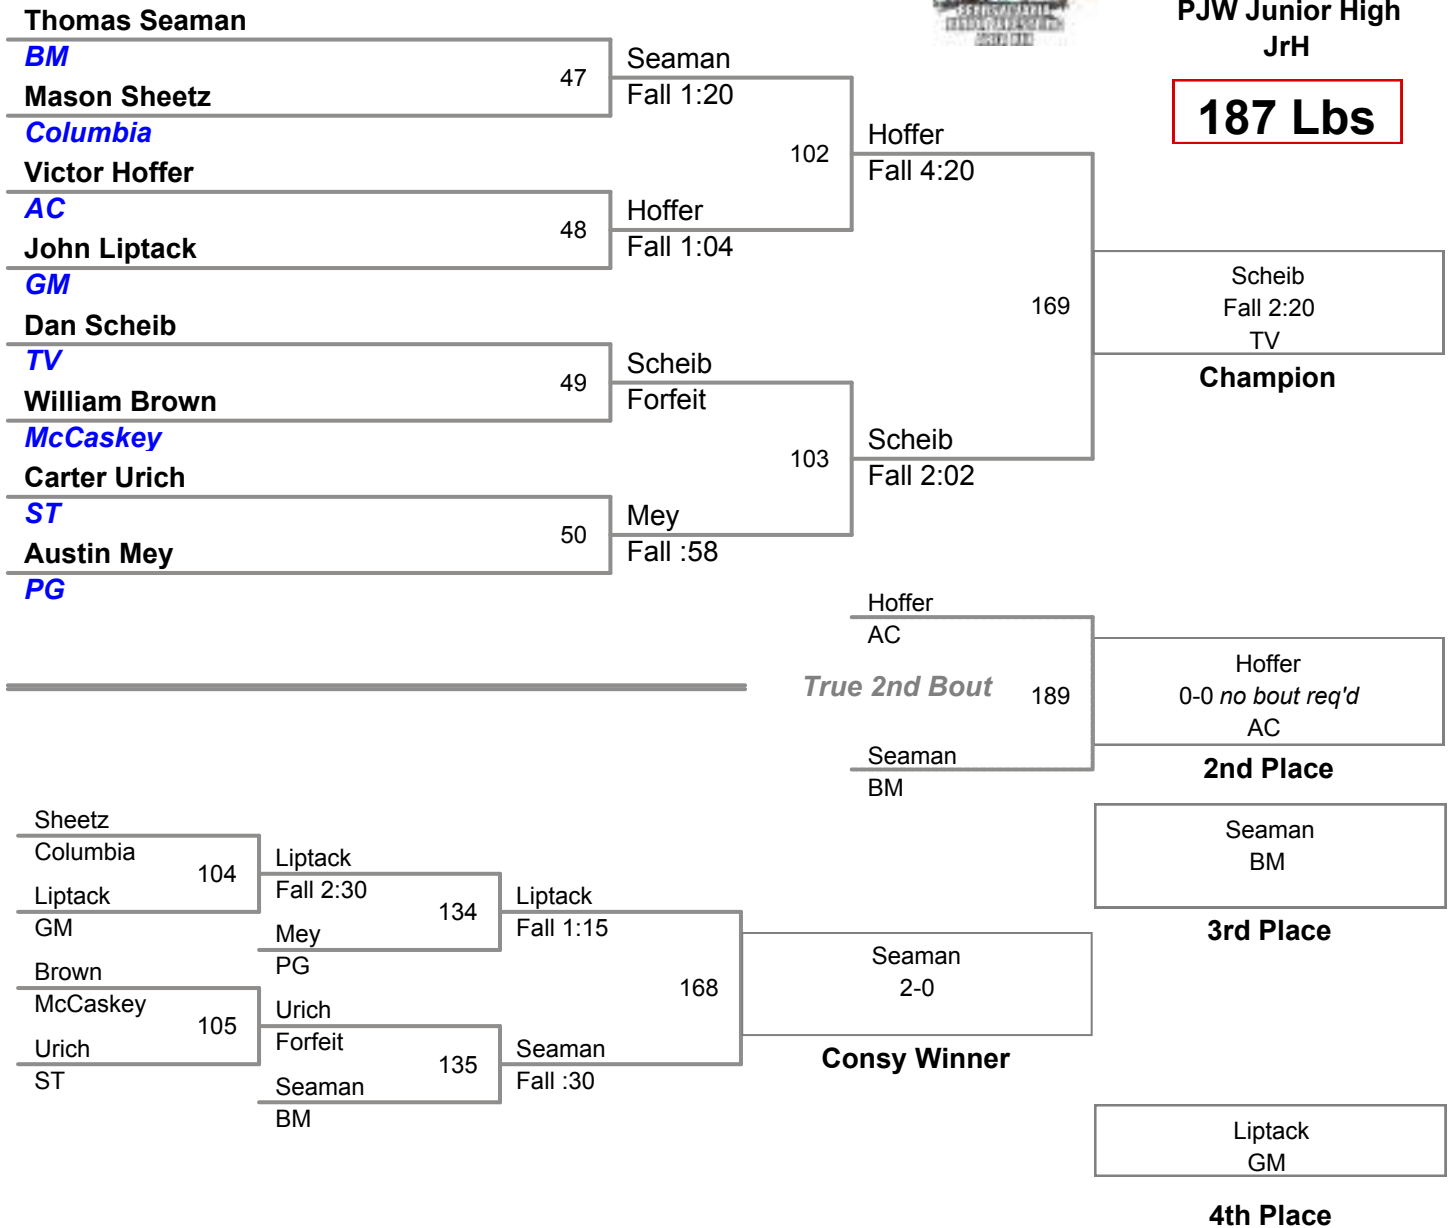 PJW Junior High
JrH
187 Lbs
Thomas Seaman
BM
Mason Sheetz
Columbia
Victor Hoffer
AC
John Liptack
GM
Dan Scheib
TV
William Brown
McCaskey
Carter Urich
ST
Austin Mey
PG
47
48
49
50
Seaman
Fall 1:20
Hoffer
Fall 1:04
Scheib
Forfeit
Mey
Fall :58
102
103
Hoffer
Fall 4:20
Scheib
Fall 2:02
169
Scheib
Fall 2:20
TV
Champion
Hoffer
AC
True 2nd Bout
189
Seaman
BM
Hoffer
0-0 no bout req'd
AC
2nd Place
Seaman
BM
3rd Place
Sheetz
Columbia
104
Liptack
GM
Brown
McCaskey
105
Urich
ST
Liptack
Fall 2:30
134
Mey
PG
Urich
Forfeit
135
Seaman
BM
Liptack
Fall 1:15
168
Seaman
Fall :30
Seaman
2-0
Consy Winner
Liptack
GM
4th Place